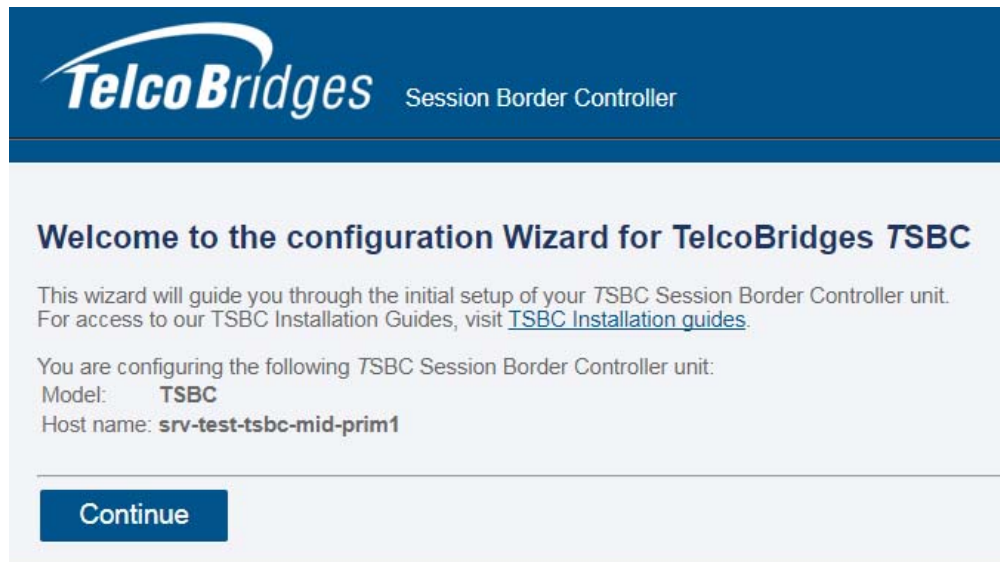 TelcoBridges Session Border Controller
Welcome to the configuration Wizard for TelcoBridges TSBC
This wizard will guide you through the initial setup of your TSBC Session Border Controller unit.
For access to our TSBC Installation Guides, visit TSBC Installation guides.
You are configuring the following TSBC Session Border Controller unit:
Model: TSBC
Host name: srv-test-tsbc-mid-prim1
Continue